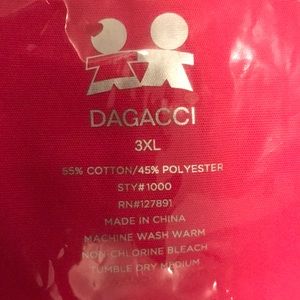 DAGACCI
3XL
55% COTTON/45% POLYESTER
STY#1000
RN#127891
MADE IN CHINA
MACHINE WASH WARM
NON-CHLORINE BLEACH
TUMBLE DRY MEDIUM